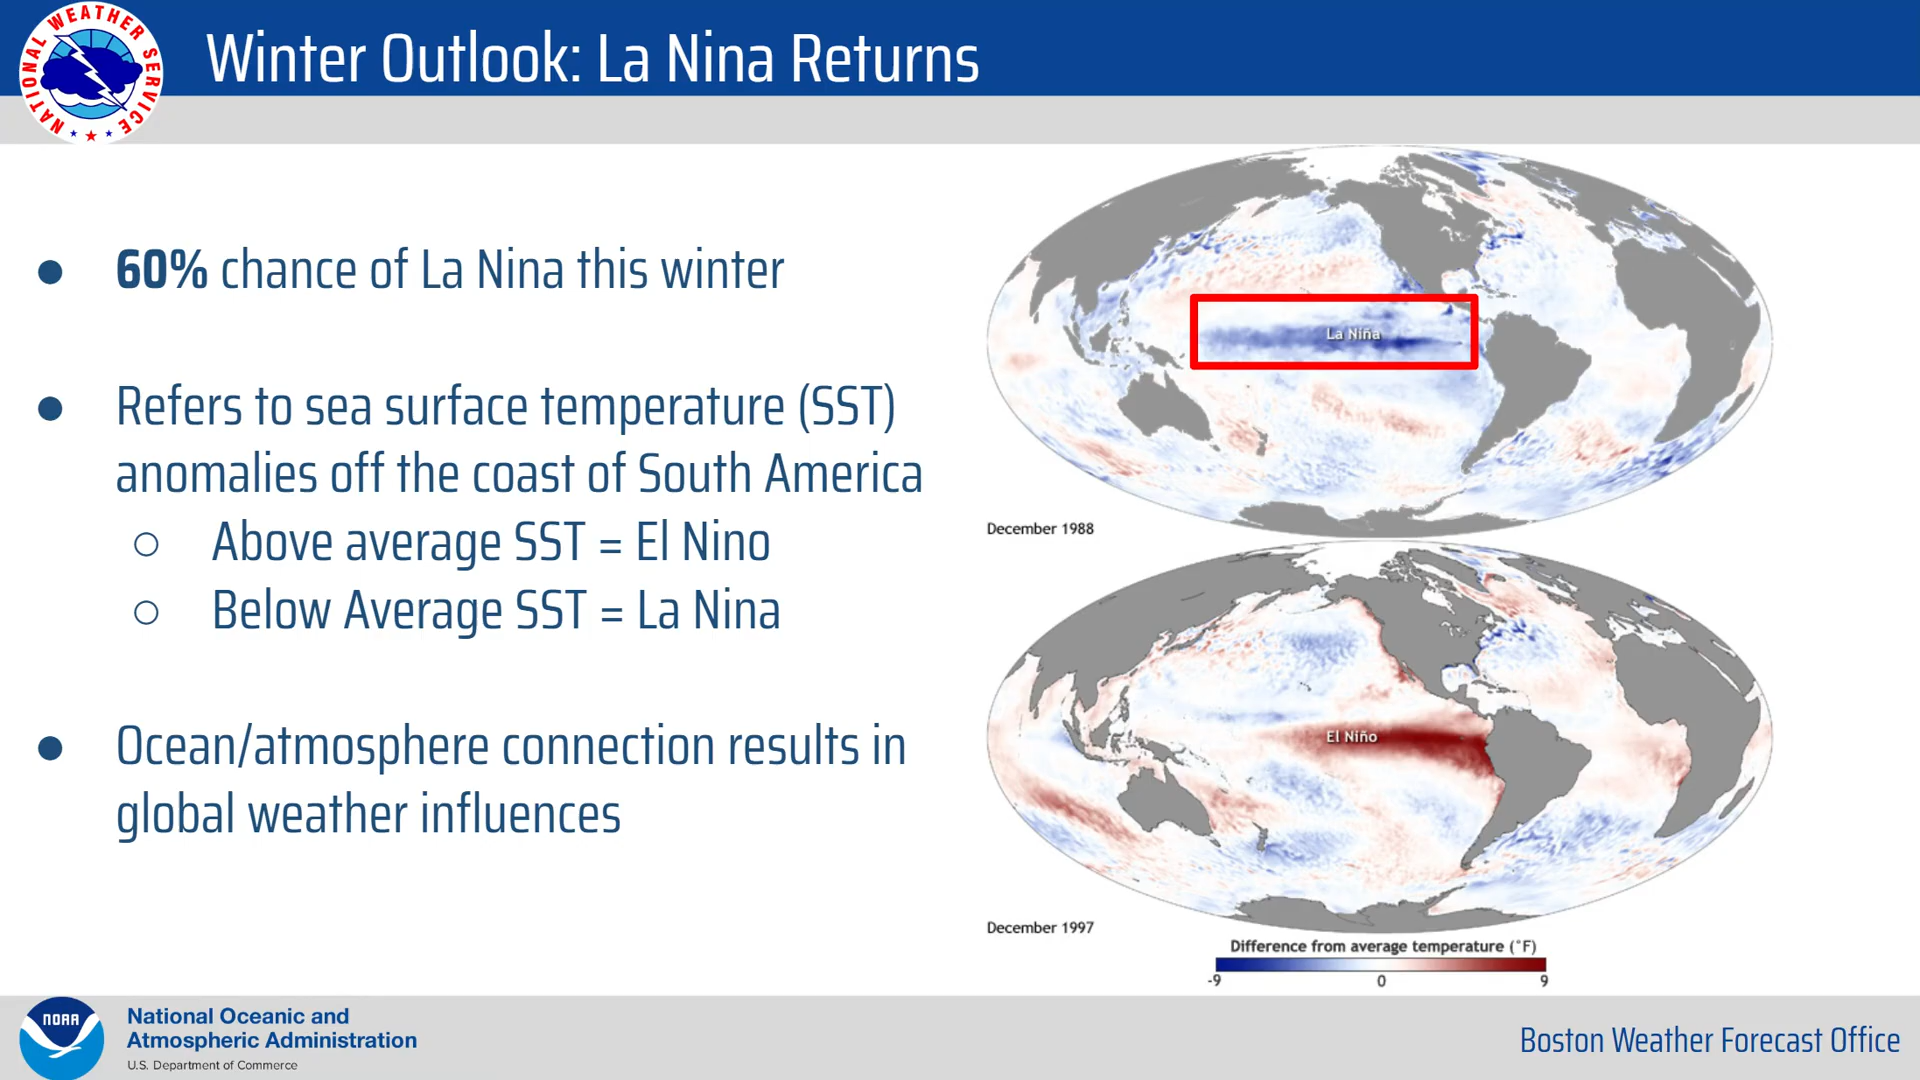 NATIONAL WEATHER SERVICE
Winter Outlook: La Nina Returns
● 60% chance of La Nina this winter
● Refers to sea surface temperature (SST)
anomalies off the coast of South America
○ Above average SST = El Nino
○ Below Average SST = La Nina
● Ocean/atmosphere connection results in
global weather influences
La Niña
December 1988
El Niño
December 1997
Difference from average temperature (°F)
-9 0 9
NOAA
National Oceanic and
Atmospheric Administration
U.S. Department of Commerce
Boston Weather Forecast Office